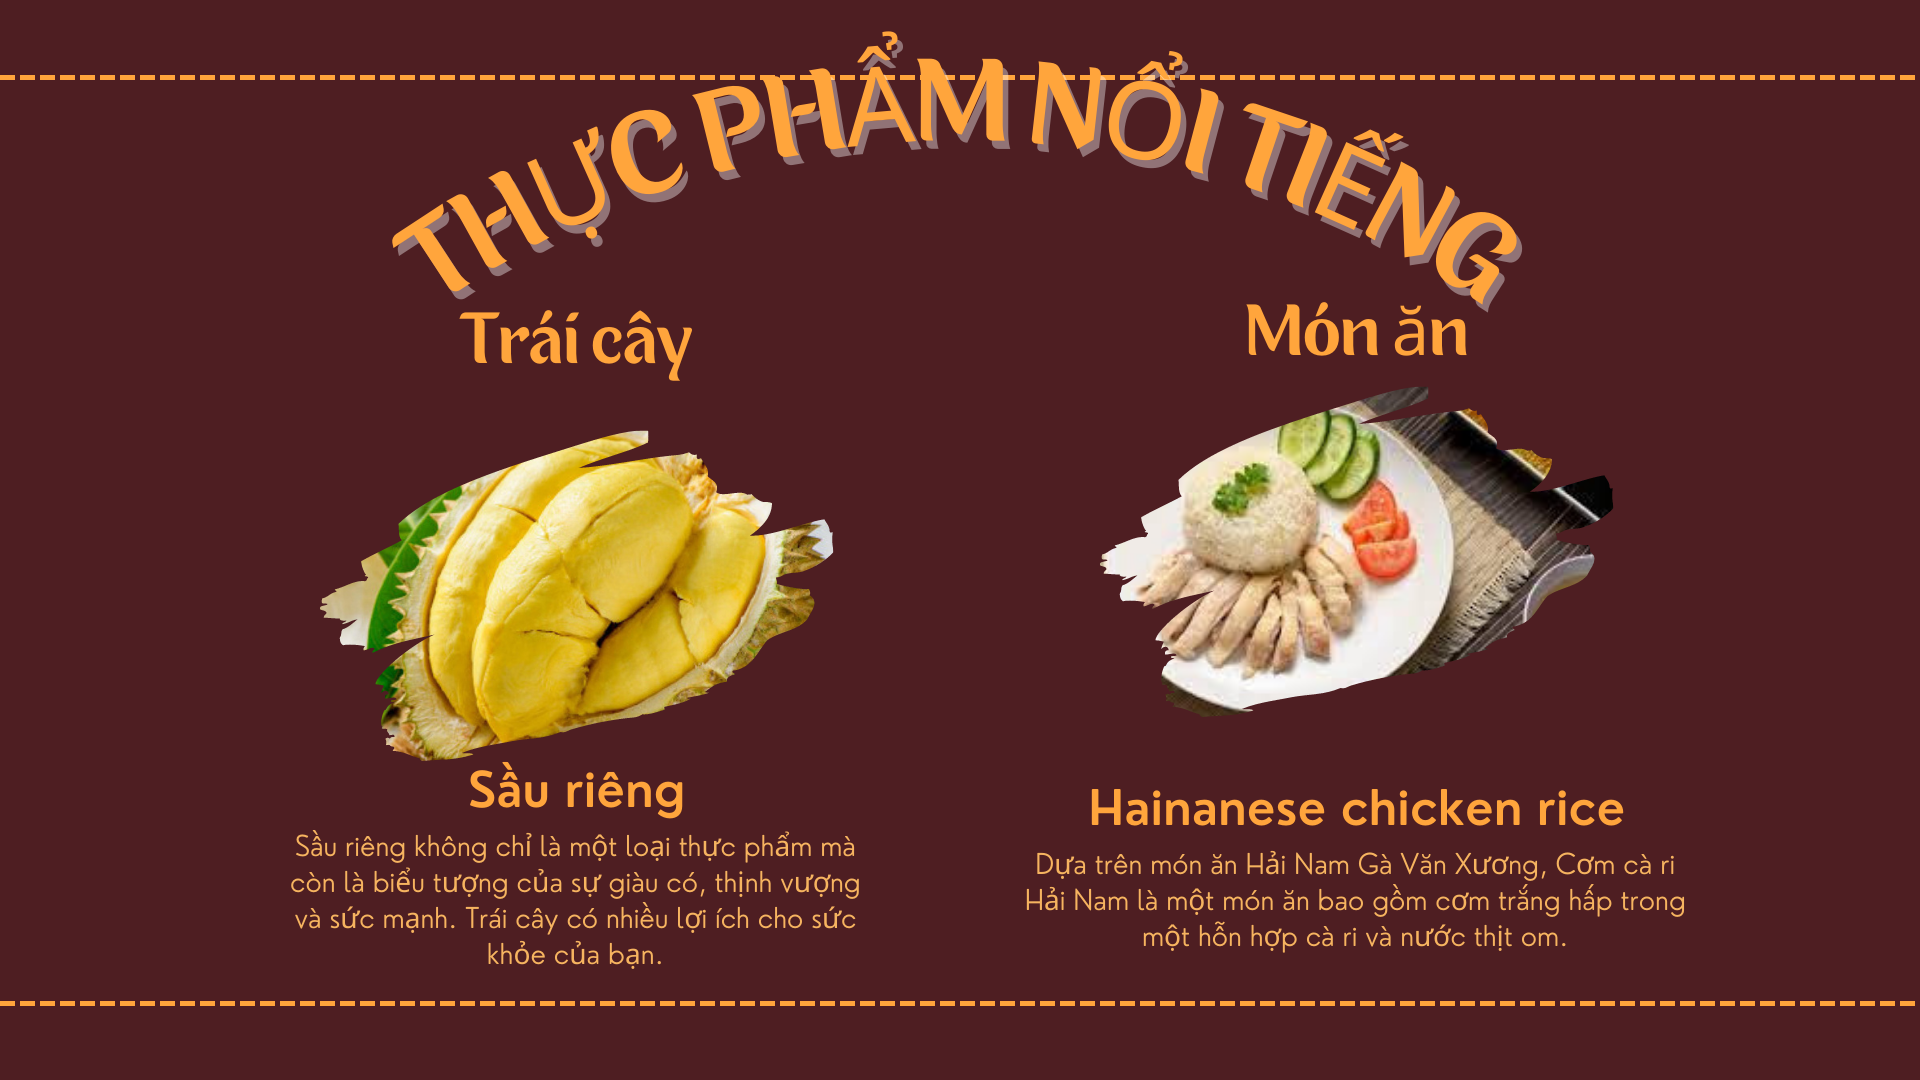 THỰC PHẨM NỔI TIẾNG
Trái cây
Sầu riêng
Sầu riêng không chỉ là một loại thực phẩm mà
còn là biểu tượng của sự giàu có, thịnh vượng
và sức mạnh. Trái cây có nhiều lợi ích cho sức
khỏe của bạn.
Món ăn
Hainanese chicken rice
Dựa trên món ăn Hải Nam Gà Văn Xương, Cơm cà ri
Hải Nam là một món ăn bao gồm cơm trắng hấp trong
một hỗn hợp cà ri và nước thịt om.